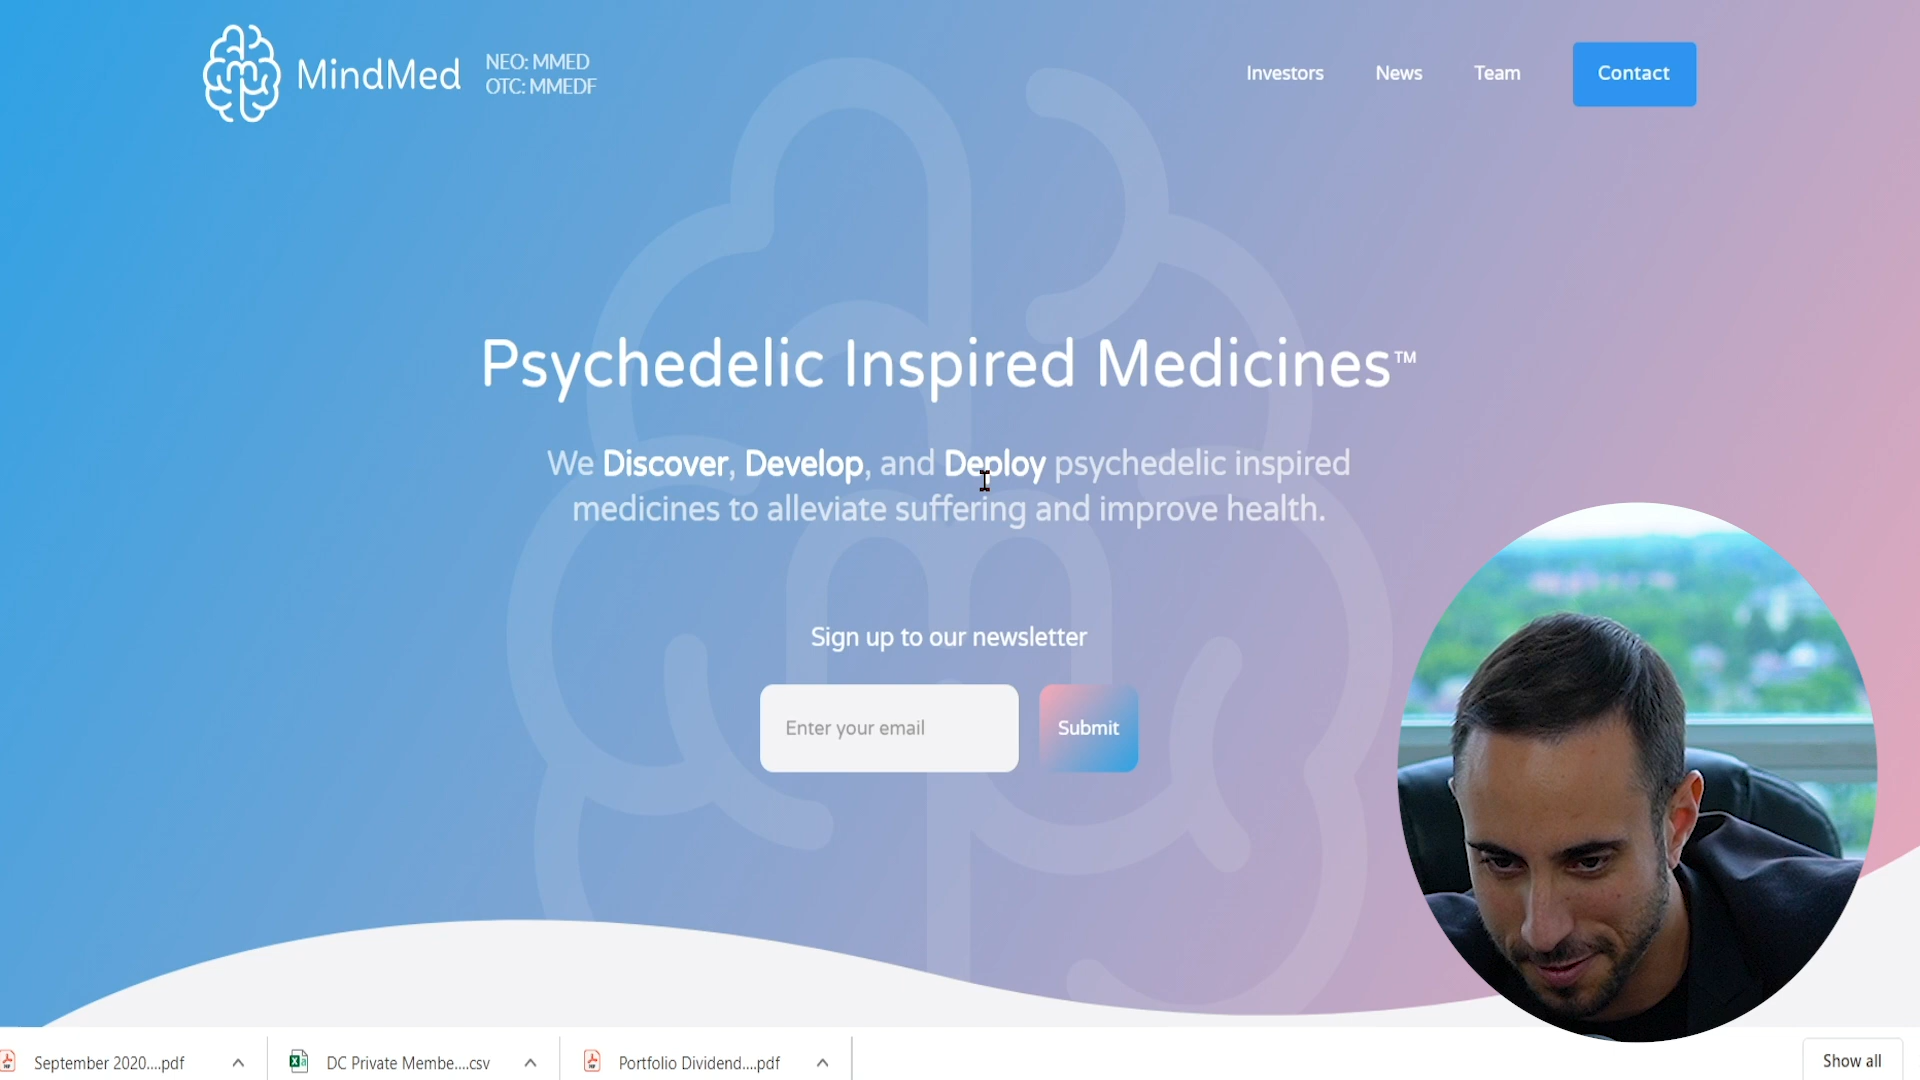 MindMed
NEO: MMED
OTC: MMEDF
Investors
News
Team
Contact
Psychedelic Inspired Medicines™
We Discover, Develop, and Deploy psychedelic inspired
medicines to alleviate suffering and improve health.
Sign up to our newsletter
Enter your email
Submit
September 2020....pdf
DC Private Membe....csv
Portfolio Dividend....pdf
Show all